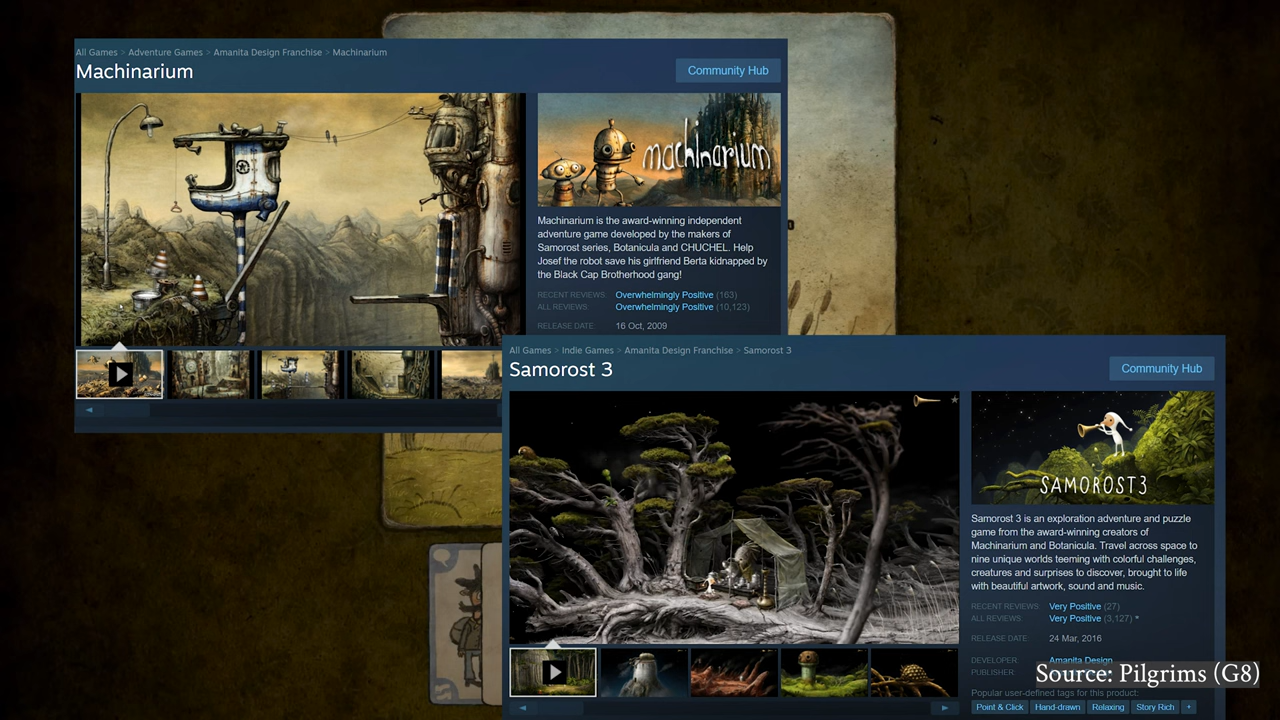 All Games > Adventure Games > Amanita Design Franchise > Machinarium
Machinarium
Community Hub
machinarium
Machinarium is the award-winning independent
adventure game developed by the makers of
Samorost series, Botanicula and CHUCHEL. Help
Josef the robot save his girlfriend Berta kidnapped by
the Black Cap Brotherhood gang!
RECENT REVIEWS: Overwhelmingly Positive (163)
ALL REVIEWS: Overwhelmingly Positive (10,123)
RELEASE DATE: 16 Oct, 2009
All Games > Indie Games > Amanita Design Franchise > Samorost 3
Samorost 3
Community Hub
SAMOROST3
Samorost 3 is an exploration adventure and puzzle
game from the award-winning creators of
Machinarium and Botanicula. Travel across space to
nine unique worlds teeming with colorful challenges,
creatures and surprises to discover, brought to life
with beautiful artwork, sound and music.
RECENT REVIEWS: Very Positive (27)
ALL REVIEWS: Very Positive (3,127) *
RELEASE DATE: 24 Mar, 2016
DEVELOPER: Amanita Design
PUBLISHER:
Source: Pilgrims (G8)
Popular user-defined tags for this product:
Point & Click Hand-drawn Relaxing Story Rich +